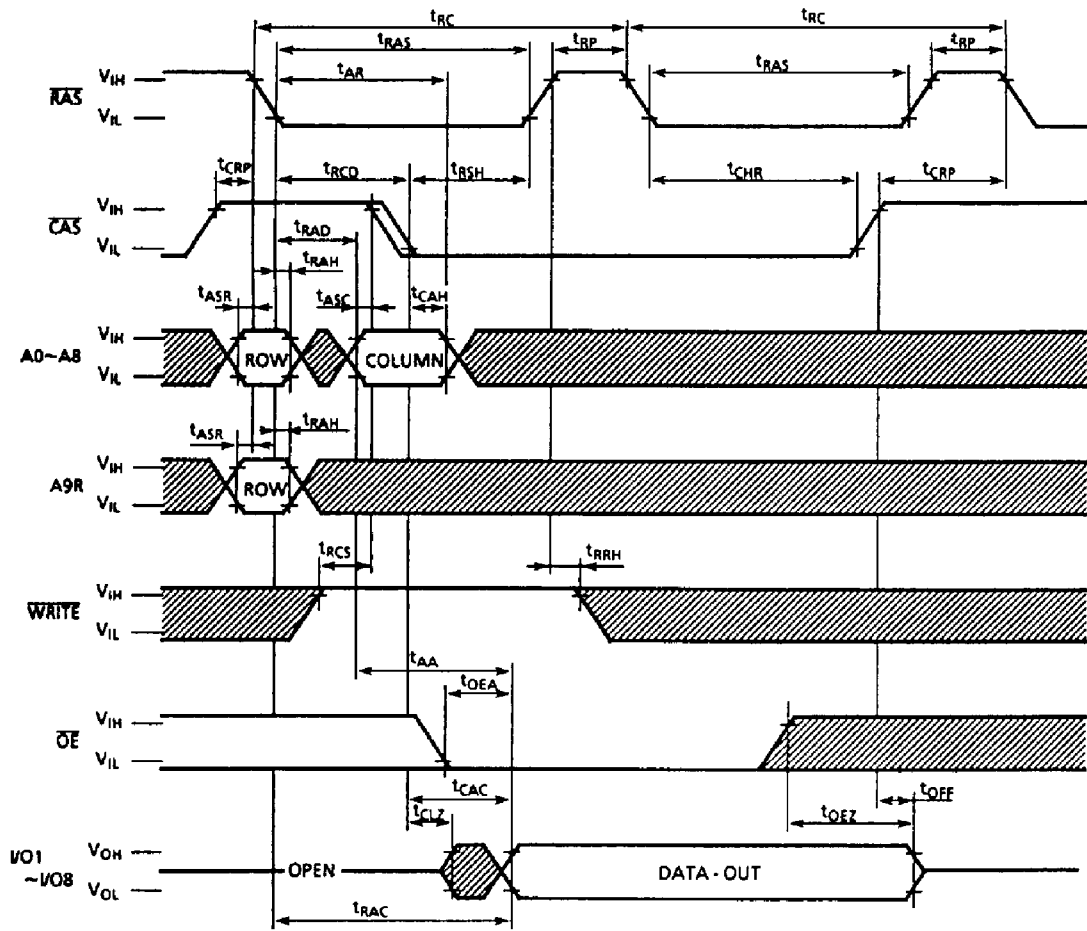 tRC tRC
tRAS tRP tRP
tAR tRAS
RAS VIH
VIL
tCRP tRCD tRSH tCHR tCRP
CAS VIH
VIL
tRAD
tRAH
tASR tASC tCAH
A0~A8 VIH
VIL
ROW COLUMN
tASR tRAH
A9R VIH
VIL
ROW
tRCS tRRH
WRITE VIH
VIL
tAA
tOEA
OE VIH
VIL
tCAC tOFF
tCLZ tOEZ
I/O1
~I/O8
VOH
VOL
OPEN DATA - OUT
tRAC